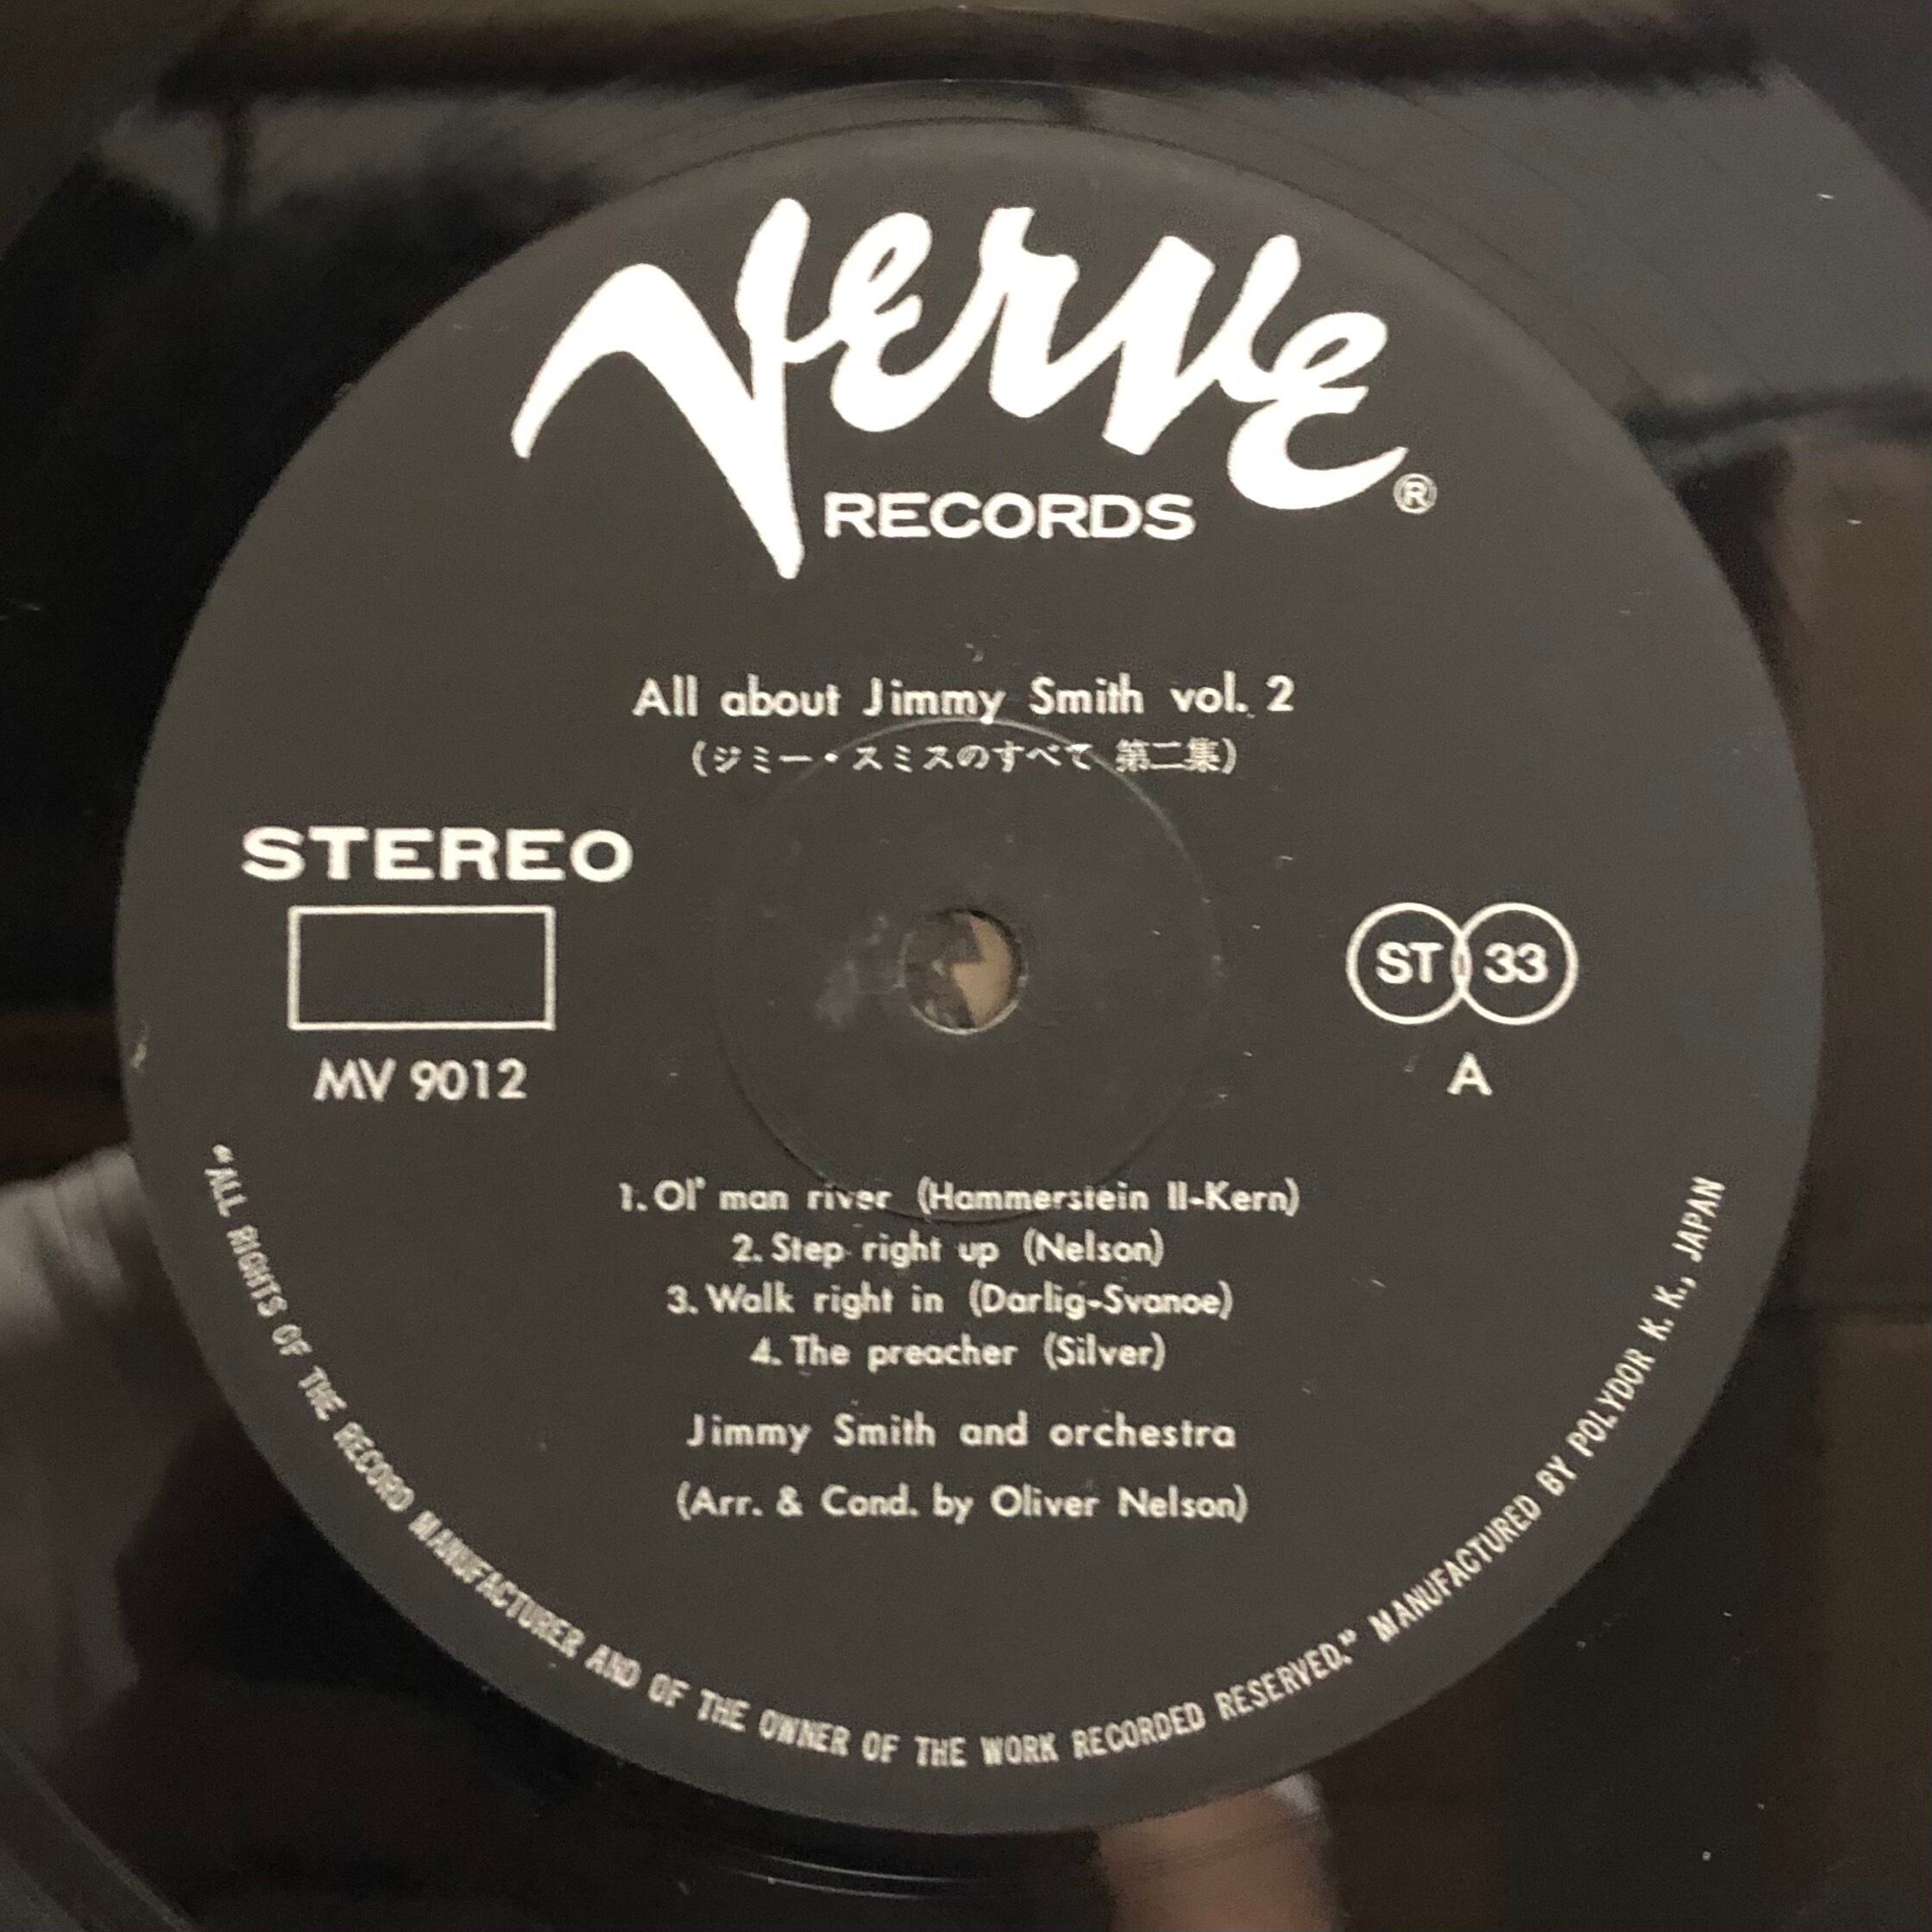 Verve
RECORDS ®
All about Jimmy Smith vol. 2
(ジミー・スミスのすべて 第二集)
STEREO
MV 9012
ST 33
A
1. Ol' man river (Hammerstein II-Kern)
2. Step right up (Nelson)
3. Walk right in (Darlig-Svanoe)
4. The preacher (Silver)
Jimmy Smith and orchestra
(Arr. & Cond. by Oliver Nelson)
"ALL RIGHTS OF THE RECORD MANUFACTURER AND OF THE OWNER OF THE WORK RECORDED RESERVED." MANUFACTURED BY POLYDOR K. K., JAPAN